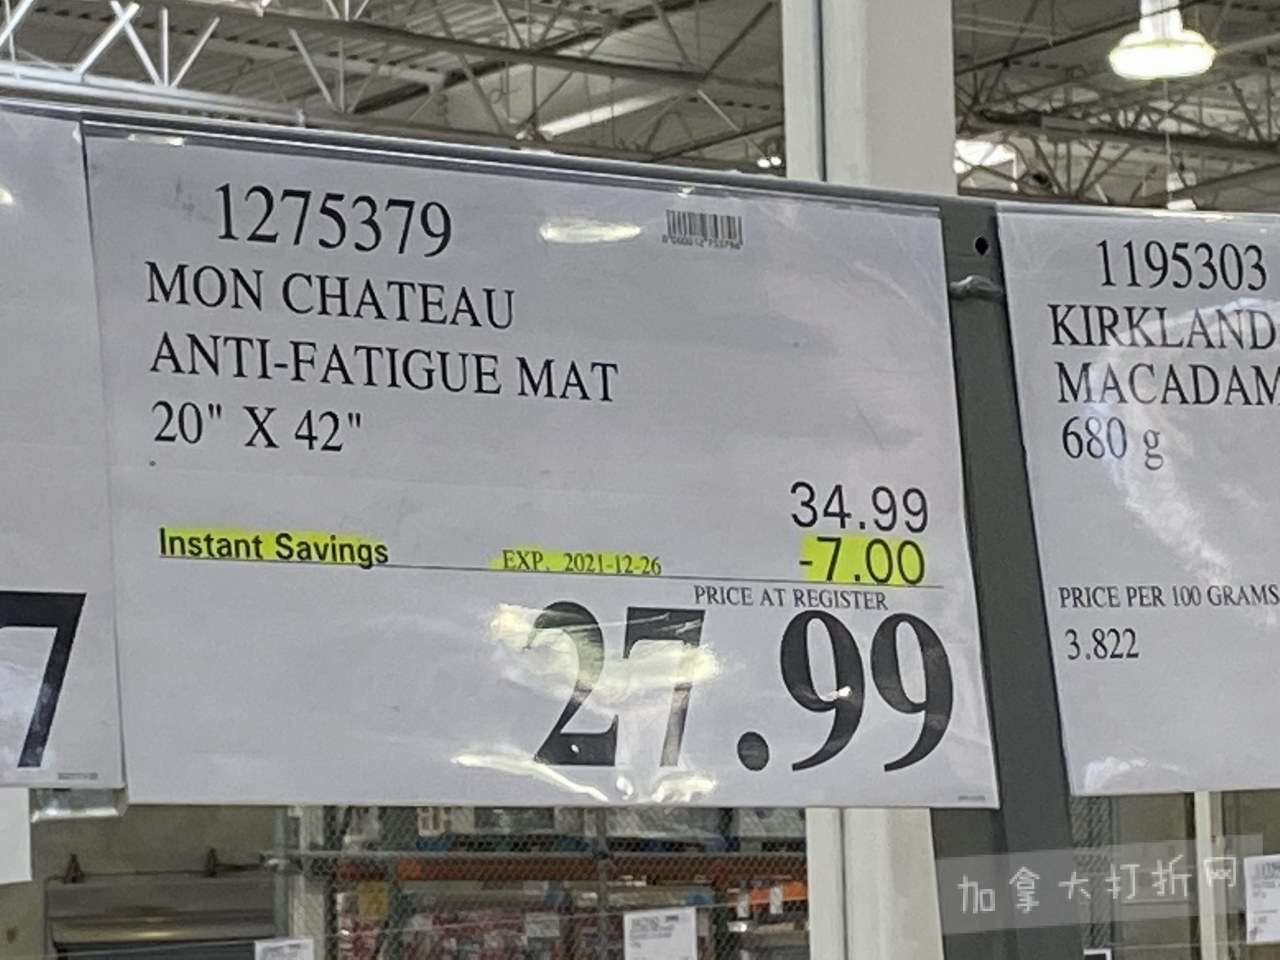 1275379
MON CHATEAU
ANTI-FATIGUE MAT
20" X 42"
34.99
Instant Savings EXP. 2021-12-26 -7.00
PRICE AT REGISTER
27.99
1195303
KIRKLAND
MACADAM
680 g
PRICE PER 100 GRAMS
3.822
7
加拿大打折网